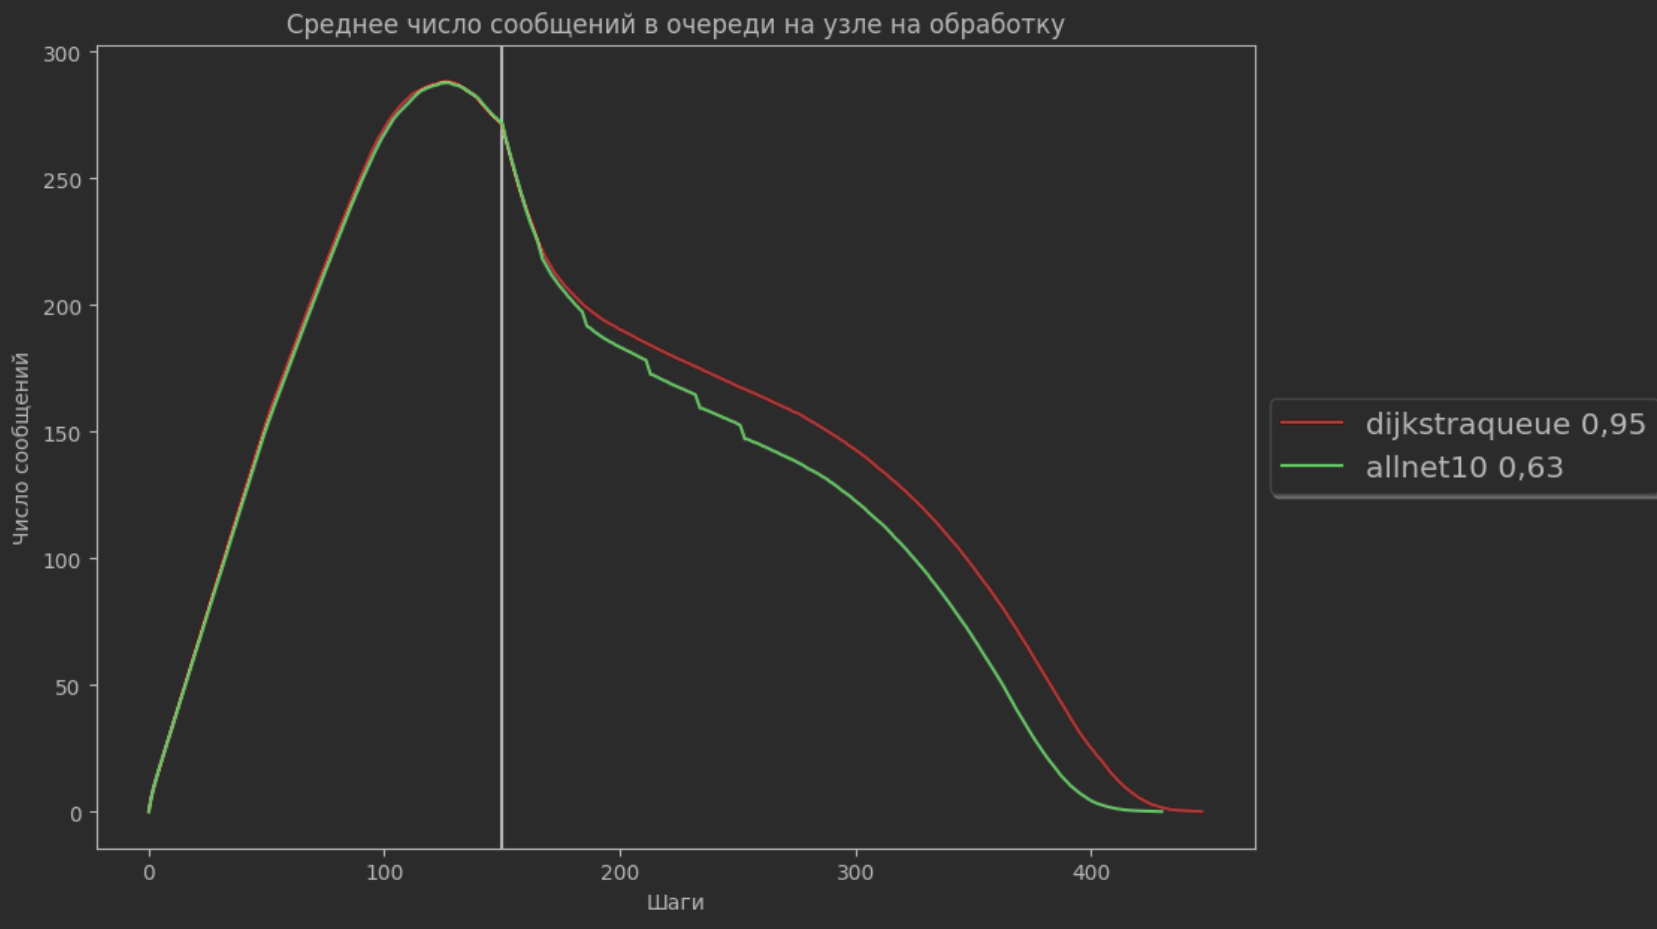 Среднее число сообщений в очереди на узле на обработку
Число сообщений
300
250
200
150
100
50
0
0 100 200 300 400
Шаги
dijkstraqueue 0,95
allnet10 0,63